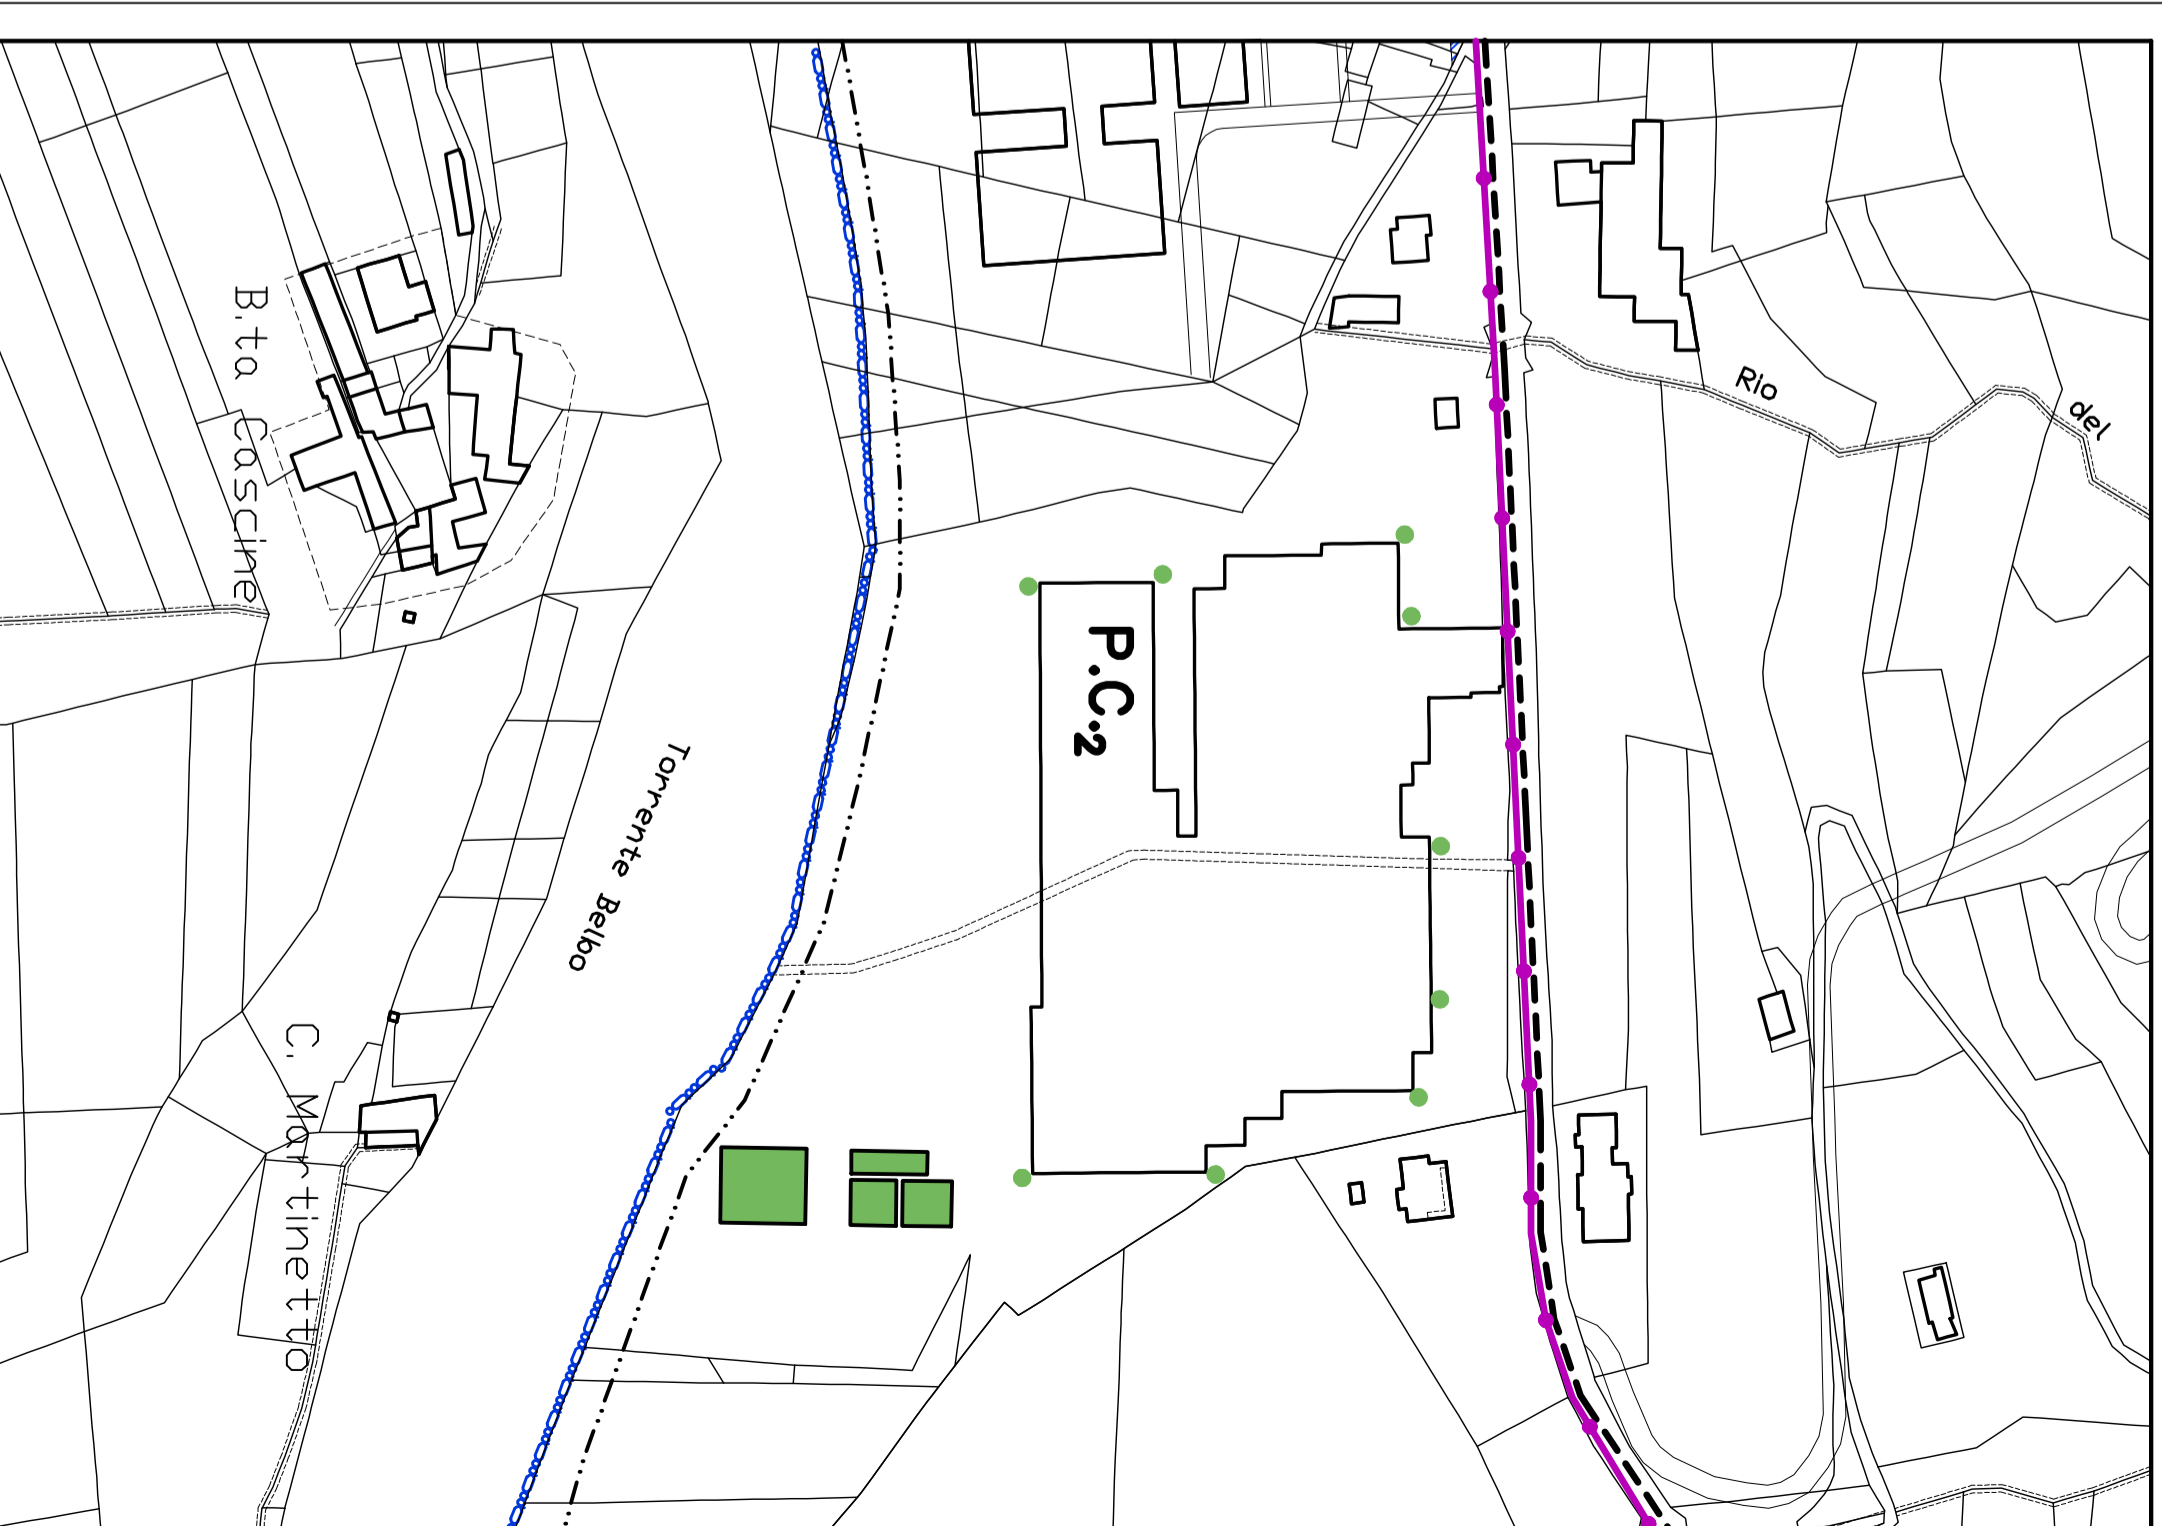 B.ta Cascine
Rio
del
P.C.2
Torrente Belbo
C. Martinetto